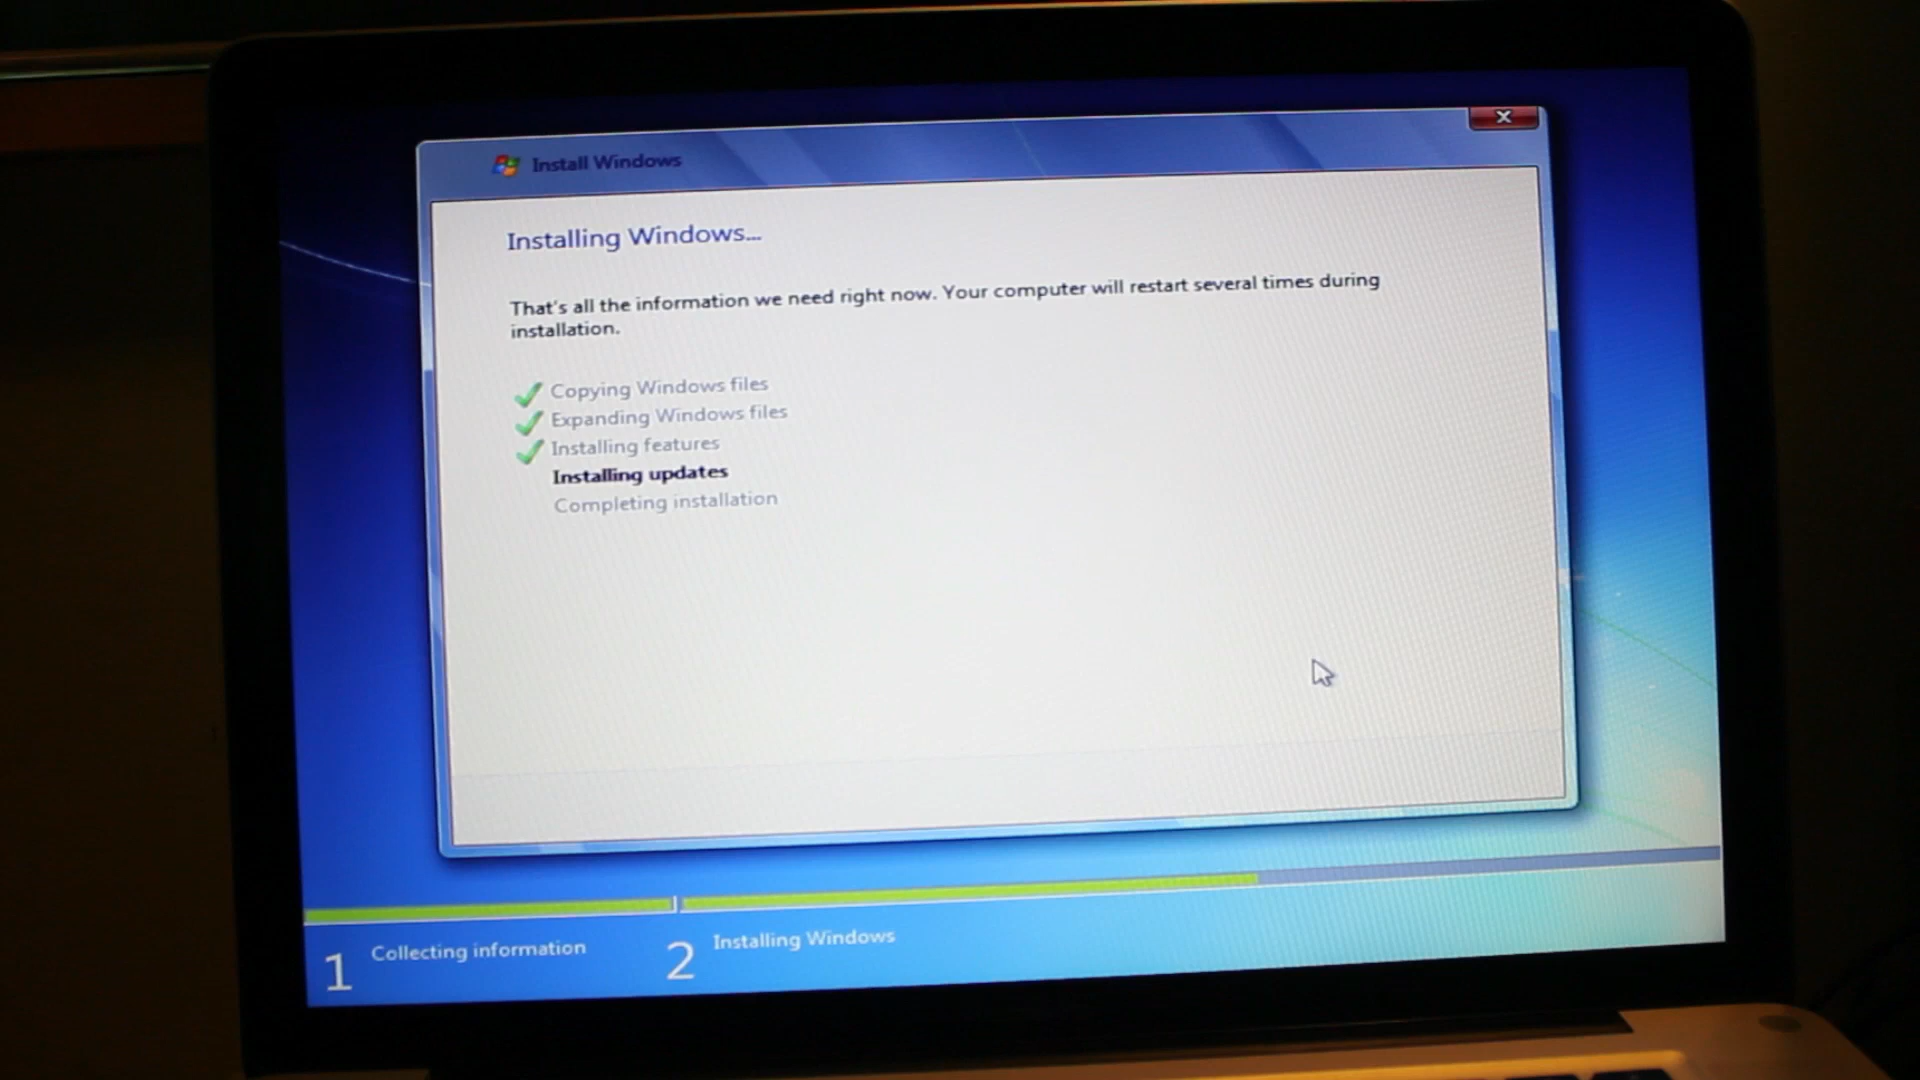 Install Windows
Installing Windows...
That's all the information we need right now. Your computer will restart several times during
installation.
Copying Windows files
Expanding Windows files
Installing features
Installing updates
Completing installation
1 Collecting information
2 Installing Windows